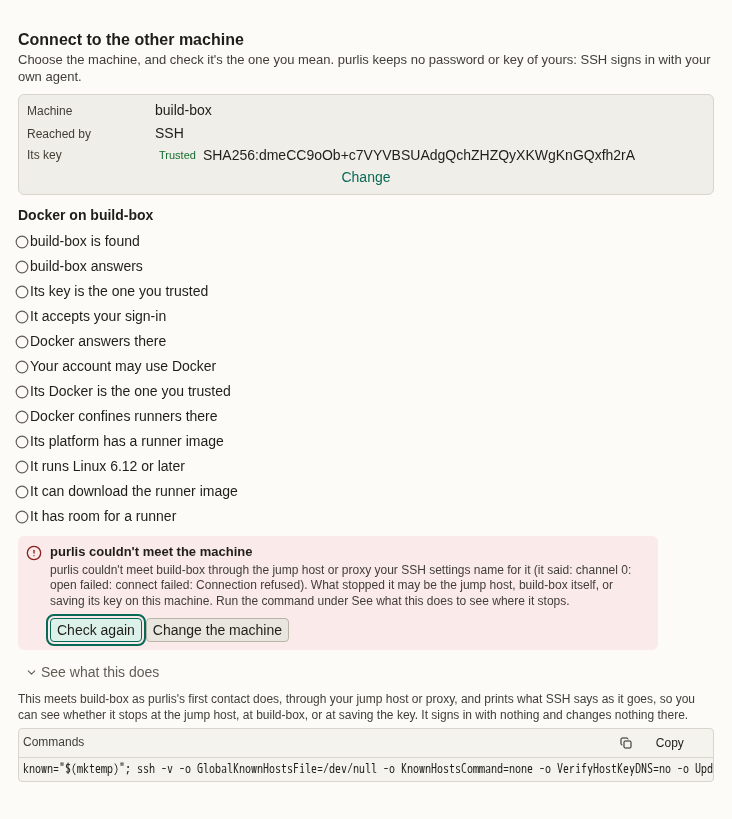 Connect to the other machine
Choose the machine, and check it's the one you mean. purlis keeps no password or key of yours: SSH signs in with your
own agent.
Machine build-box
Reached by SSH
Its key Trusted SHA256:dmeCC9oOb+c7VYVBSUAdgQchZHZQyXKWgKnGQxfh2rA
Change
Docker on build-box
build-box is found
build-box answers
Its key is the one you trusted
It accepts your sign-in
Docker answers there
Your account may use Docker
Its Docker is the one you trusted
Docker confines runners there
Its platform has a runner image
It runs Linux 6.12 or later
It can download the runner image
It has room for a runner
purlis couldn't meet the machine
purlis couldn't meet build-box through the jump host or proxy your SSH settings name for it (it said: channel 0:
open failed: connect failed: Connection refused). What stopped it may be the jump host, build-box itself, or
saving its key on this machine. Run the command under See what this does to see where it stops.
Check again Change the machine
See what this does
This meets build-box as purlis's first contact does, through your jump host or proxy, and prints what SSH says as it goes, so you
can see whether it stops at the jump host, at build-box, or at saving the key. It signs in with nothing and changes nothing there.
Commands Copy
known="$(mktemp)"; ssh -v -o GlobalKnownHostsFile=/dev/null -o KnownHostsCommand=none -o VerifyHostKeyDNS=no -o Upd